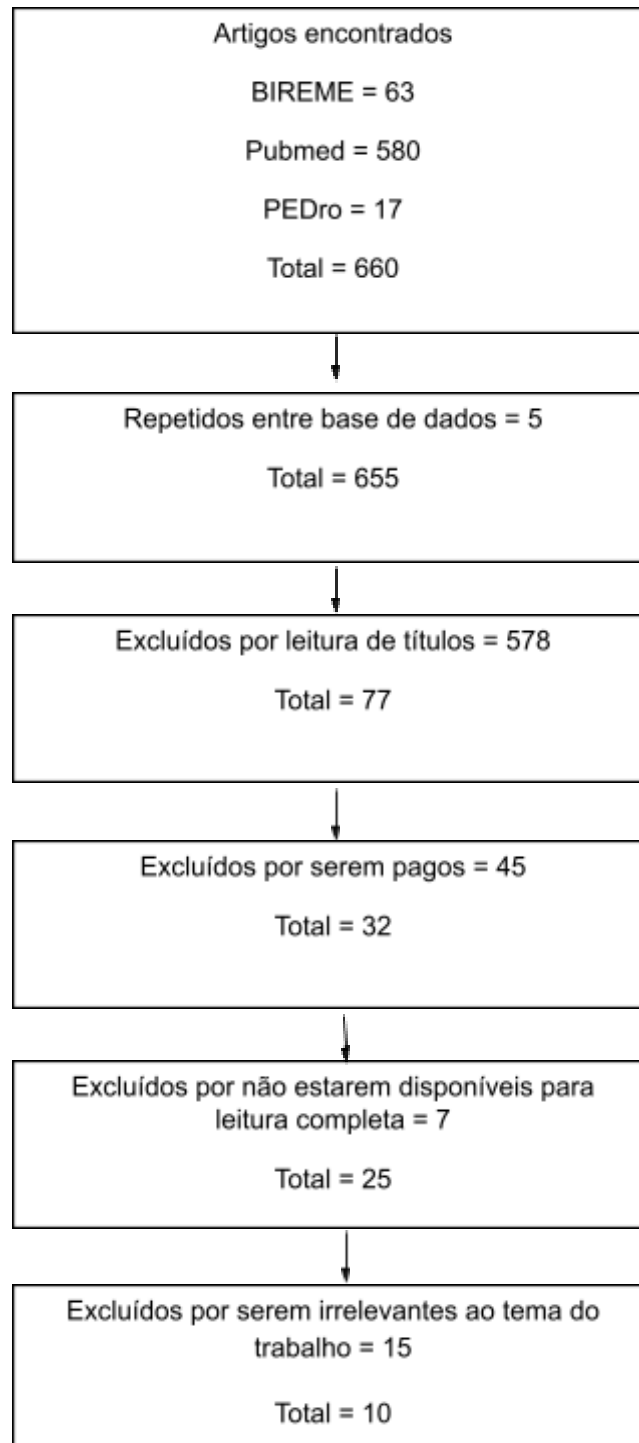 Artigos encontrados
BIREME = 63
Pubmed = 580
PEDro = 17
Total = 660
Repetidos entre base de dados = 5
Total = 655
Excluídos por leitura de títulos = 578
Total = 77
Excluídos por serem pagos = 45
Total = 32
Excluídos por não estarem disponíveis para
leitura completa = 7
Total = 25
Excluídos por serem irrelevantes ao tema do
trabalho = 15
Total = 10